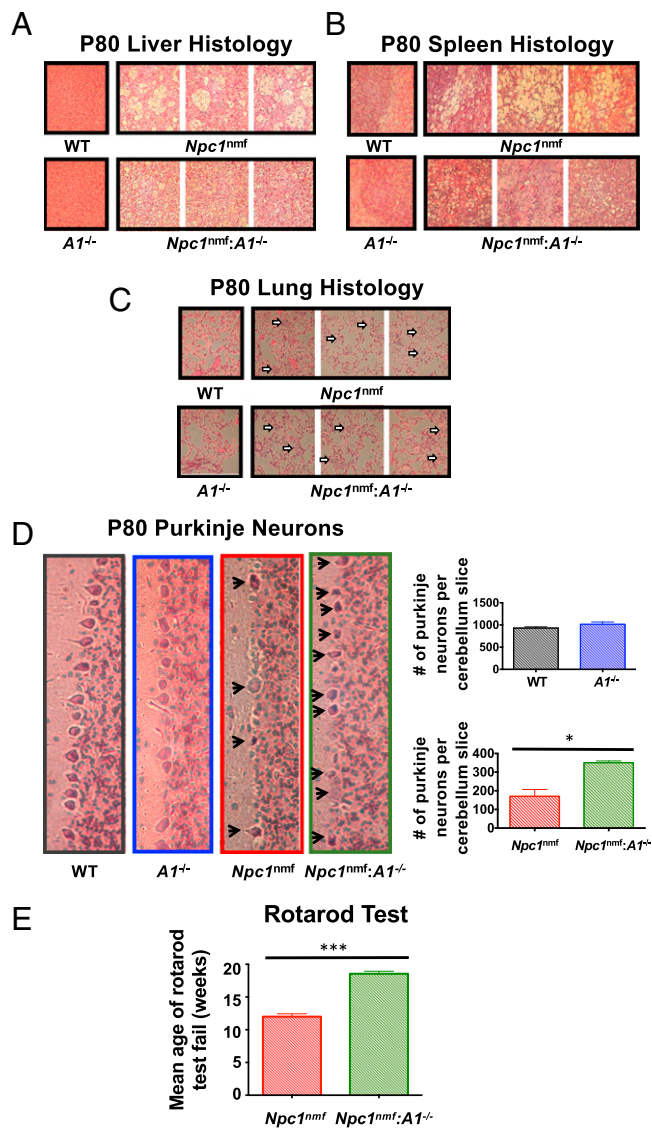 A
P80 Liver Histology
WT
Npc1nmf
A1-/-
Npc1nmf:A1-/-
B
P80 Spleen Histology
WT
Npc1nmf
A1-/-
Npc1nmf:A1-/-
C
P80 Lung Histology
WT
Npc1nmf
A1-/-
Npc1nmf:A1-/-
D
P80 Purkinje Neurons
WT
A1-/-
Npc1nmf
Npc1nmf:A1-/-
# of purkinje
neurons per
cerebellum slice
1500
1000
500
0
WT
A1-/-
# of purkinje
neurons per
cerebellum slice
400
300
200
100
0
*
Npc1nmf
Npc1nmf:A1-/-
E
Rotarod Test
***
Mean age of rotarod
test fail (weeks)
20
15
10
5
0
Npc1nmf
Npc1nmf:A1-/-